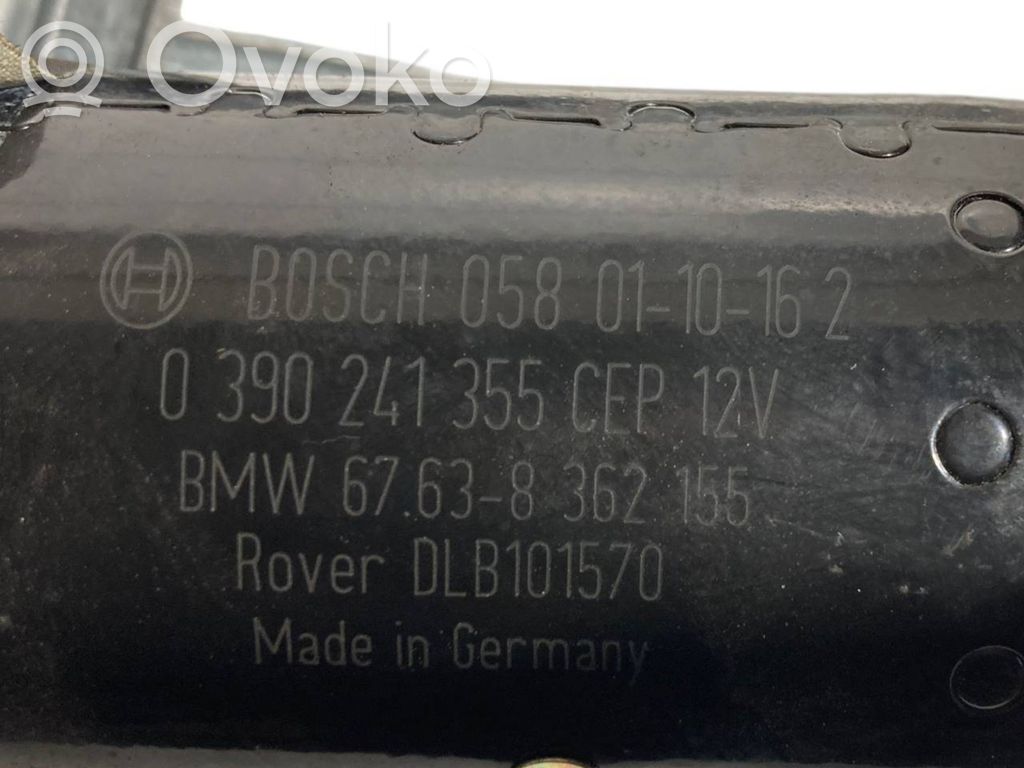 Ovoko
BOSCH 058 01-10-16 2
0 390 241 355 CEP 12V
BMW 67.63-8 362 155
Rover DLB101570
Made in Germany